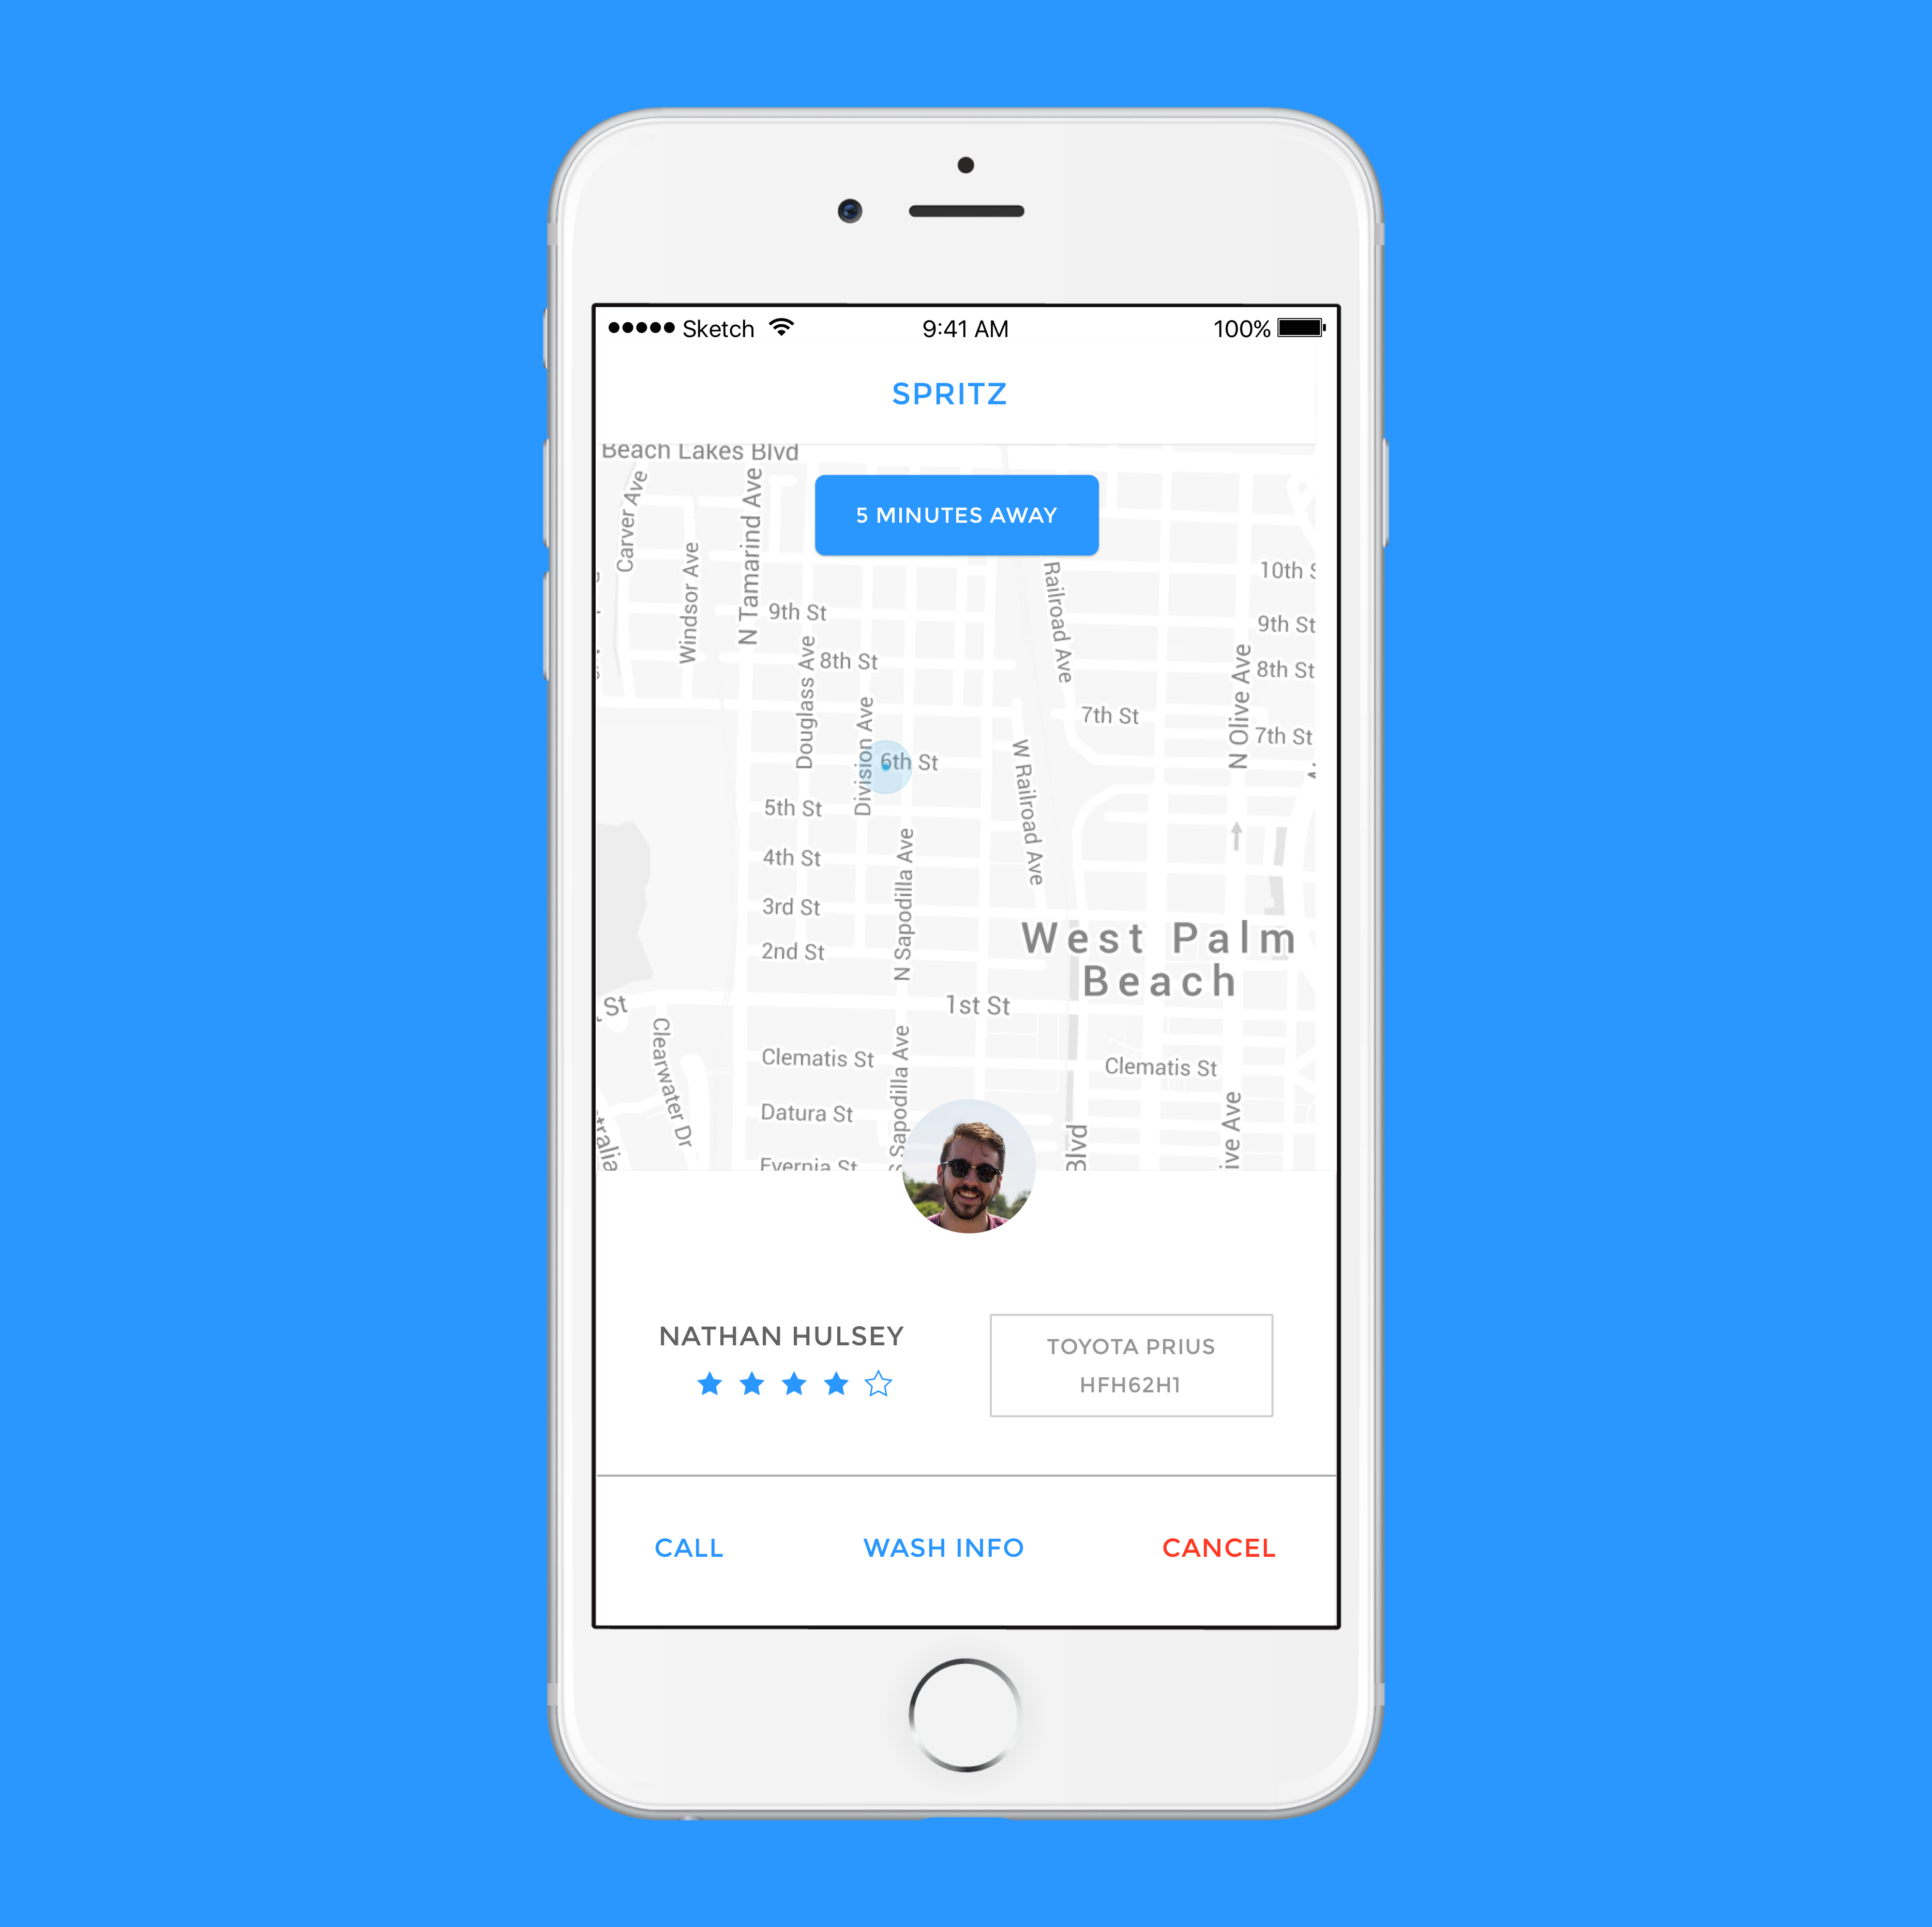 Sketch
9:41 AM
100%
SPRITZ
Beach Lakes Blvd
5 MINUTES AWAY
Carver Ave
Windsor Ave
N Tamarind Ave
Railroad Ave
10th
9th St
9th St
8th St
8th St
Douglass Ave
N Olive Ave
7th St
7th St
Division Ave
6th St
W Railroad Ave
5th St
4th St
N Sapodilla Ave
3rd St
2nd St
West Palm
Beach
St
1st St
Clearwater Dr
Clematis St
Clematis St
S Sapodilla Ave
Datura St
Blvd
Ave
Evernia St
NATHAN HULSEY
TOYOTA PRIUS
HFH62H1
CALL
WASH INFO
CANCEL